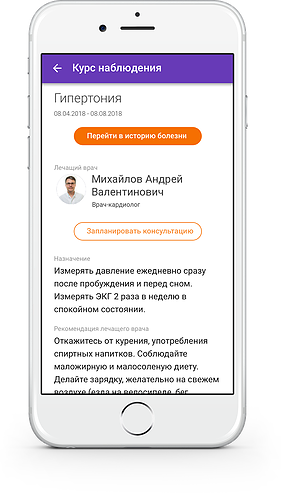 Курс наблюдения
Гипертония
08.04.2018 - 08.08.2018
Перейти в историю болезни
Лечащий врач
Михайлов Андрей
Валентинович
Врач-кардиолог
Запланировать консультацию
Назначение
Измерять давление ежедневно сразу
после пробуждения и перед сном.
Измерять ЭКГ 2 раза в неделю в
спокойном состоянии.
Рекомендация лечащего врача
Откажитесь от курения, употребления
спиртных напитков. Соблюдайте
маложирную и малосоленую диету.
Делайте зарядку, желательно на свежем
воздухе (езда на велосипеде, бег